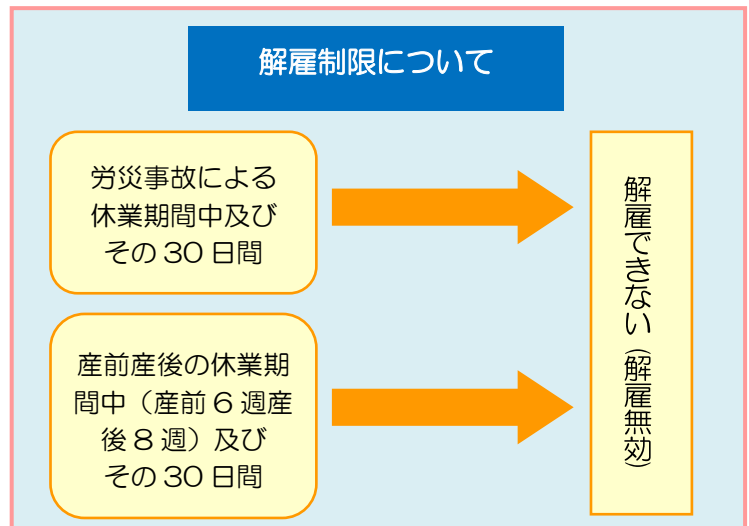 解雇制限について
労災事故による
休業期間中及び
その30日間
産前産後の休業期
間中（産前6週産
後8週）及び
その30日間
解雇できない（解雇無効）